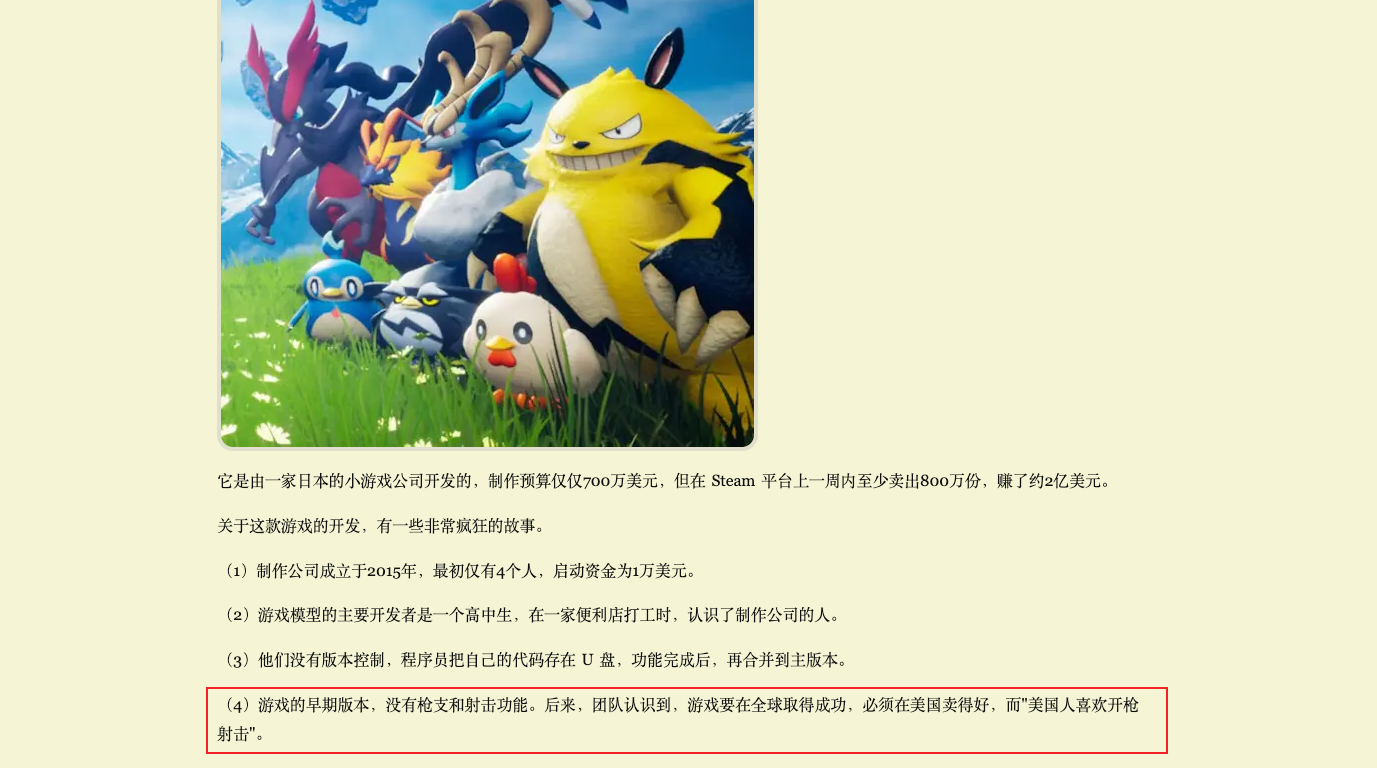 它是由一家日本的小游戏公司开发的，制作预算仅仅700万美元，但在 Steam 平台上一周内至少卖出800万份，赚了约2亿美元。
关于这款游戏的开发，有一些非常疯狂的故事。
（1）制作公司成立于2015年，最初仅有4个人，启动资金为1万美元。
（2）游戏模型的主要开发者是一个高中生，在一家便利店打工时，认识了制作公司的人。
（3）他们没有版本控制，程序员把自己的代码存在 U 盘，功能完成后，再合并到主版本。
（4）游戏的早期版本，没有枪支和射击功能。后来，团队认识到，游戏要在全球取得成功，必须在美国卖得好，而"美国人喜欢开枪
射击"。